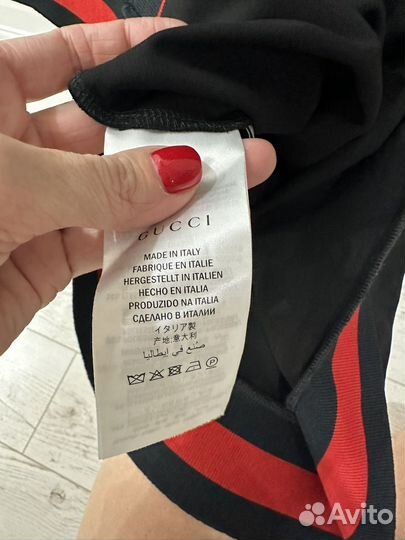 GUCCI
MADE IN ITALY
FABRIQUE EN ITALIE
HERGESTELLT IN ITALIEN
HECHO EN ITALIA
PRODUZIDO NA ITALIA
СДЕЛАНО В ИТАЛИИ
イタリア製
产地:意大利
صنع في إيطاليا
P
Avito